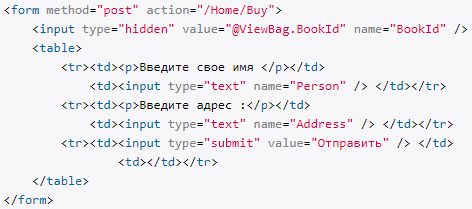 <form method="post" action="/Home/Buy">
<input type="hidden" value="@ViewBag.BookId" name="BookId" />
<table>
<tr><td><p>Введите свое имя </p></td>
<td><input type="text" name="Person" /> </td></tr>
<tr><td><p>Введите адрес :</p></td>
<td><input type="text" name="Address" /> </td></tr>
<tr><td><input type="submit" value="Отправить" /> </td>
<td></td></tr>
</table>
</form>